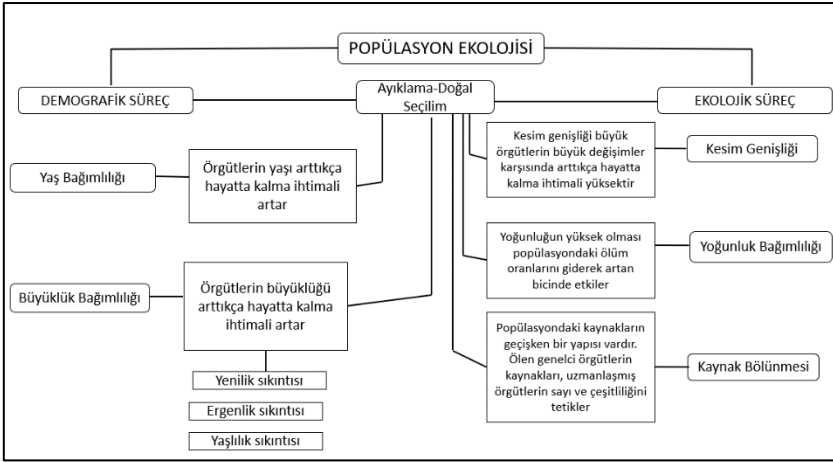 POPÜLASYON EKOLOJİSİ
DEMOGRAFİK SÜREÇ
Ayıklama-Doğal
Seçilim
EKOLOJİK SÜREÇ
Yaş Bağımlılığı
Örgütlerin yaşı arttıkça
hayatta kalma ihtimali
artar
Kesim genişliği büyük
örgütlerin büyük değişimler
karşısında arttıkça hayatta
kalma ihtimali yüksektir
Kesim Genişliği
Büyüklük Bağımlılığı
Örgütlerin büyüklüğü
arttıkça hayatta kalma
ihtimali artar
Yoğunluğun yüksek olması
popülasyondaki ölüm
oranlarını giderek artan
bicinde etkiler
Yoğunluk Bağımlılığı
Yenilik sıkıntısı
Ergenlik sıkıntısı
Yaşlılık sıkıntısı
Popülasyondaki kaynakların
geçişken bir yapısı vardır.
Ölen genelci örgütlerin
kaynakları, uzmanlaşmış
örgütlerin sayı ve çeşitliliğini
tetikler
Kaynak Bölünmesi